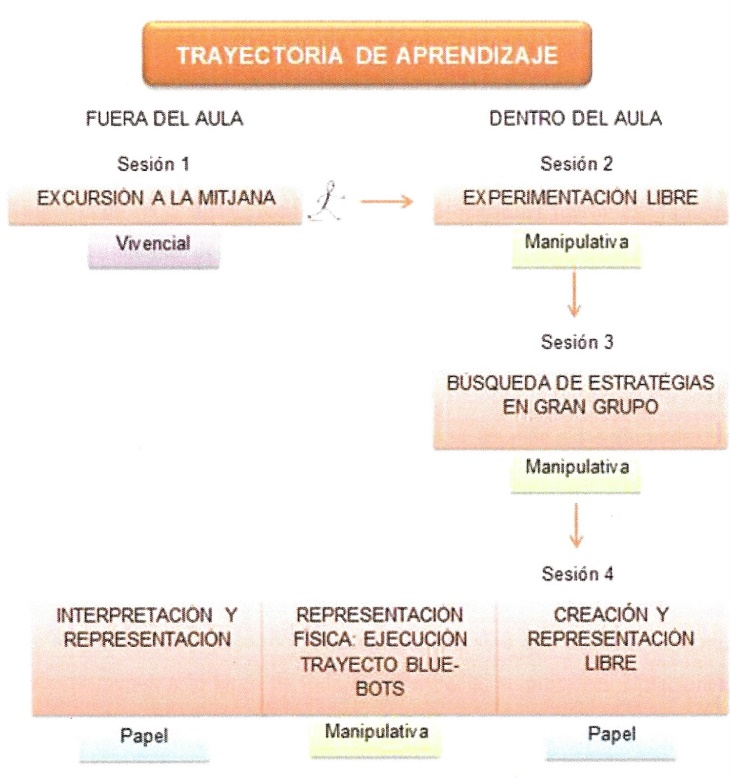 TRAYECTORIA DE APRENDIZAJE
FUERA DEL AULA
DENTRO DEL AULA
Sesión 1
EXCURSIÓN A LA MITJANA
Vivencial
Sesión 2
EXPERIMENTACIÓN LIBRE
Manipulativa
Sesión 3
BÚSQUEDA DE ESTRATÉGIAS
EN GRAN GRUPO
Manipulativa
Sesión 4
INTERPRETACIÓN Y
REPRESENTACIÓN
Papel
REPRESENTACIÓN
FÍSICA: EJECUCIÓN
TRAYECTO BLUE-
BOTS
Manipulativa
CREACIÓN Y
REPRESENTACIÓN
LIBRE
Papel